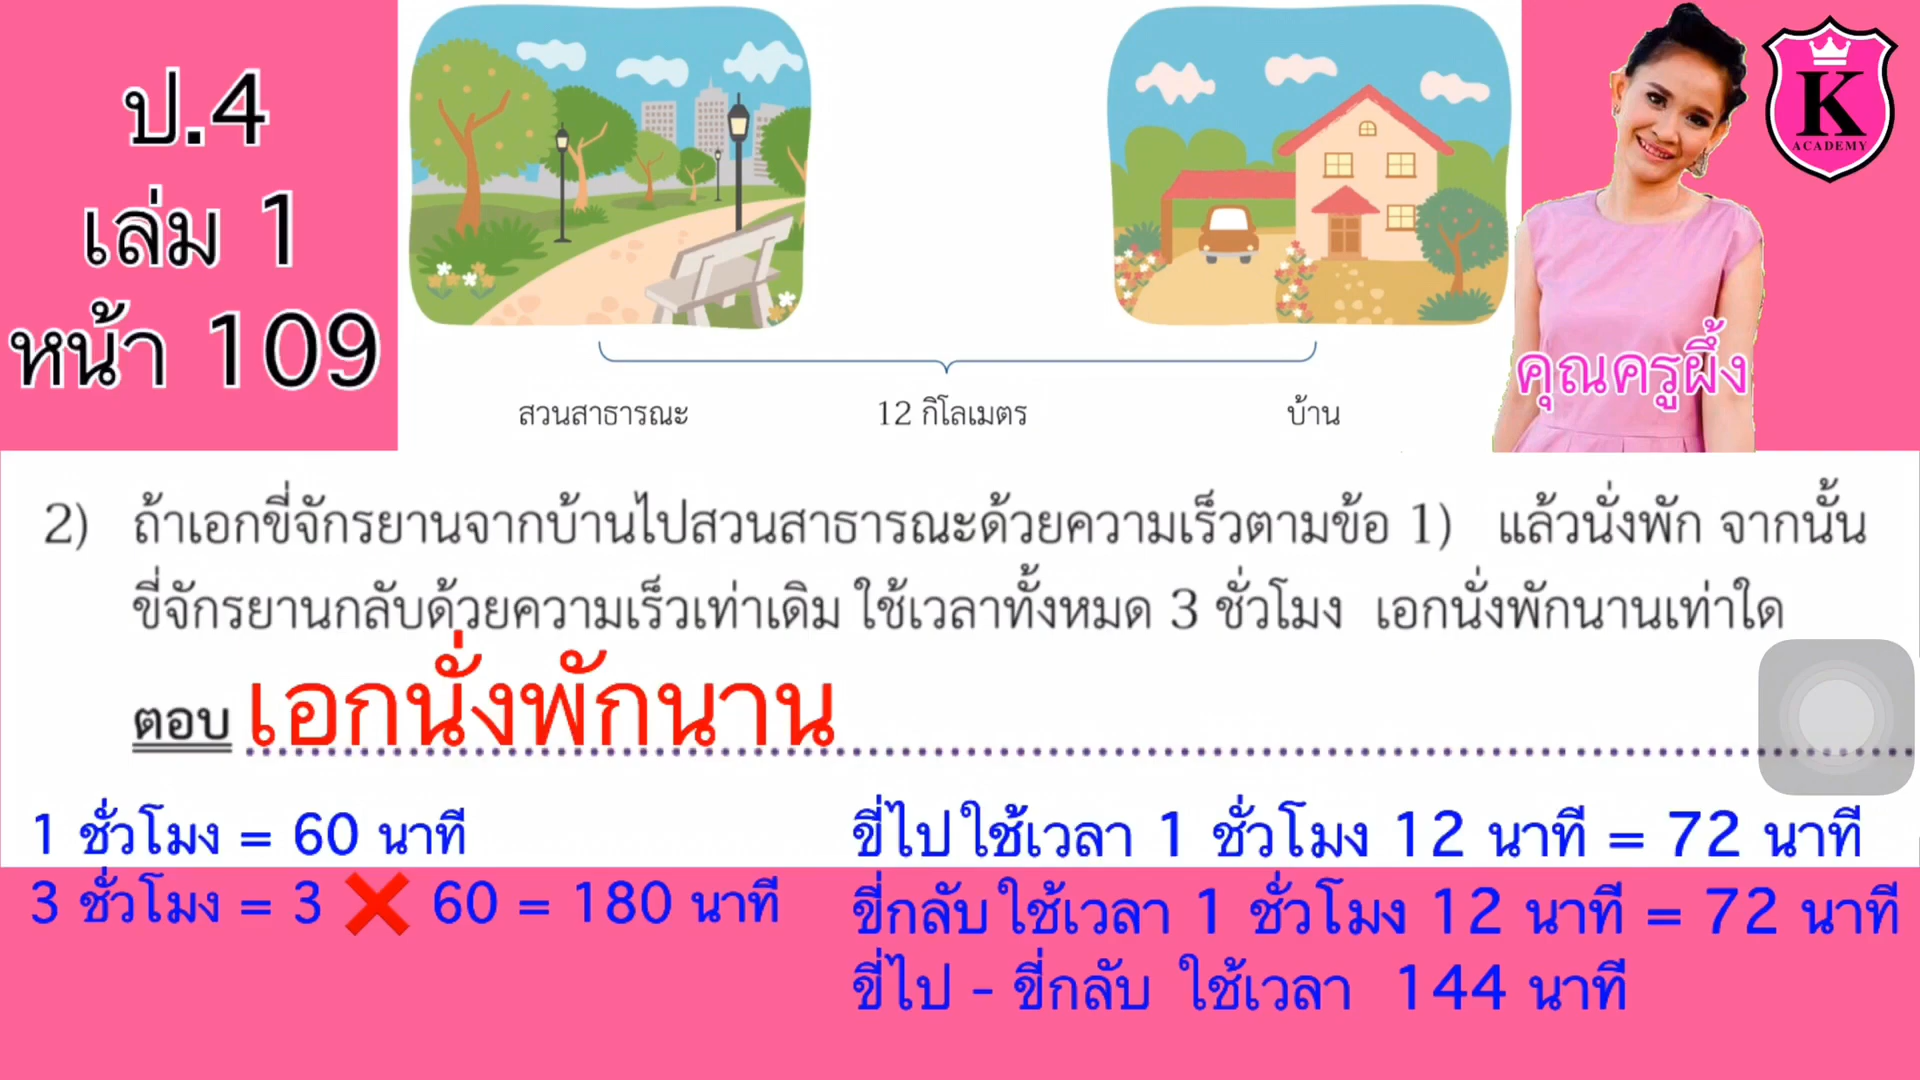 ป.4
เล่ม 1
หน้า 109
K
ACADEMY
คุณครูผึ้ง
สวนสาธารณะ 12 กิโลเมตร บ้าน
2) ถ้าเอกขี่จักรยานจากบ้านไปสวนสาธารณะด้วยความเร็วตามข้อ 1) แล้วนั่งพัก จากนั้น
ขี่จักรยานกลับด้วยความเร็วเท่าเดิม ใช้เวลาทั้งหมด 3 ชั่วโมง เอกนั่งพักนานเท่าใด
ตอบ เอกนั่งพักนาน
1 ชั่วโมง = 60 นาที
3 ชั่วโมง = 3 ❌ 60 = 180 นาที
ขี่ไป ใช้เวลา 1 ชั่วโมง 12 นาที = 72 นาที
ขี่กลับ ใช้เวลา 1 ชั่วโมง 12 นาที = 72 นาที
ขี่ไป - ขี่กลับ ใช้เวลา 144 นาที